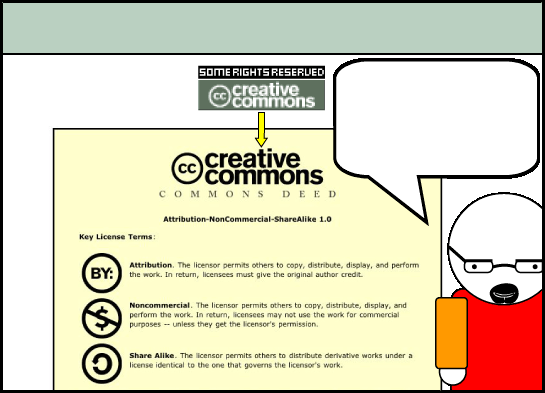 SOME RIGHTS RESERVED
cc creative
commons
cc creative
commons
COMMONS DEED
Attribution-NonCommercial-ShareAlike 1.0
Key License Terms:
BY:
Attribution. The licensor permits others to copy, distribute, display, and perform
the work. In return, licensees must give the original author credit.
$
Noncommercial. The licensor permits others to copy, distribute, display, and
perform the work. In return, licensees may not use the work for commercial
purposes -- unless they get the licensor's permission.
Share Alike. The licensor permits others to distribute derivative works under a
license identical to the one that governs the licensor's work.